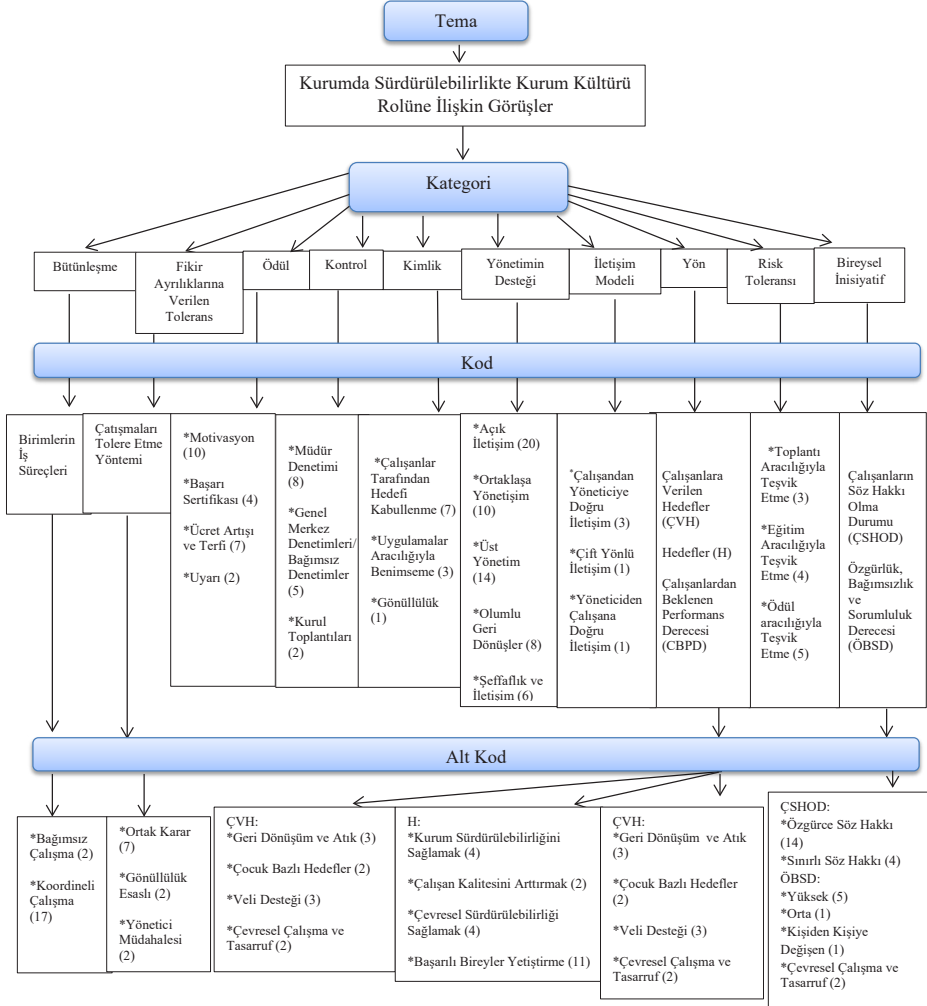 Tema
Kurumda Sürdürülebilirlikte Kurum Kültürü
Rolüne İlişkin Görüşler
Kategori
Bütünleşme
Fikir
Ayrılıklarına
Verilen
Tolerans
Ödül
Kontrol
Kimlik
Yönetimin
Desteği
İletişim
Modeli
Yön
Risk
Toleransı
Bireysel
İnisiyatif
Kod
Birimlerin
İş
Süreçleri
Çatışmaları
Tolere Etme
Yöntemi
*Motivasyon
(10)
*Başarı
Sertifikası (4)
*Ücret Artışı
ve Terfi (7)
*Uyarı (2)
*Müdür
Denetimi
(8)
*Genel
Merkez
Denetimleri/
Bağımsız
Denetimler
(5)
*Kurul
Toplantıları
(2)
*Çalışanlar
Tarafından
Hedefi
Kabullenme (7)
*Uygulamalar
Aracılığıyla
Benimseme (3)
*Gönüllülük
(1)
*Açık
İletişim (20)
*Ortaklaşa
Yönetişim
(10)
*Üst
Yönetim
(14)
*Olumlu
Geri
Dönüşler (8)
*Şeffaflık ve
İletişim (6)
*Çalışandan
Yöneticiye
Doğru
İletişim (3)
*Çift Yönlü
İletişim (1)
*Yöneticiden
Çalışana
Doğru
İletişim (1)
Çalışanlara
Verilen
Hedefler
(ÇVH)
Hedefler (H)
Çalışanlardan
Beklenen
Performans
Derecesi
(CBPD)
*Toplantı
Aracılığıyla
Teşvik
Etme (3)
*Eğitim
Aracılığıyla
Teşvik
Etme (4)
*Ödül
aracılığıyla
Teşvik
Etme (5)
Çalışanların
Söz Hakkı
Olma
Durumu
(ÇSHOD)
Özgürlük,
Bağımsızlık
ve
Sorumluluk
Derecesi
(ÖBSD)
Alt Kod
*Bağımsız
Çalışma (2)
*Koordineli
Çalışma
(17)
*Ortak Karar
(7)
*Gönüllülük
Esaslı (2)
*Yönetici
Müdahalesi
(2)
ÇVH:
*Geri Dönüşüm ve Atık (3)
*Çocuk Bazlı Hedefler (2)
*Veli Desteği (3)
*Çevresel Çalışma ve
Tasarruf (2)
H:
*Kurum Sürdürülebilirliğini
Sağlamak (4)
*Çalışan Kalitesini Arttırmak (2)
*Çevresel Sürdürülebilirliği
Sağlamak (4)
*Başarılı Bireyler Yetiştirme (11)
ÇVH:
*Geri Dönüşüm ve Atık
(3)
*Çocuk Bazlı Hedefler
(2)
*Veli Desteği (3)
*Çevresel Çalışma ve
Tasarruf (2)
ÇSHOD:
*Özgürce Söz Hakkı
(14)
*Sınırlı Söz Hakkı (4)
ÖBSD:
*Yüksek (5)
*Orta (1)
*Kişiden Kişiye
Değişen (1)
*Çevresel Çalışma ve
Tasarruf (2)